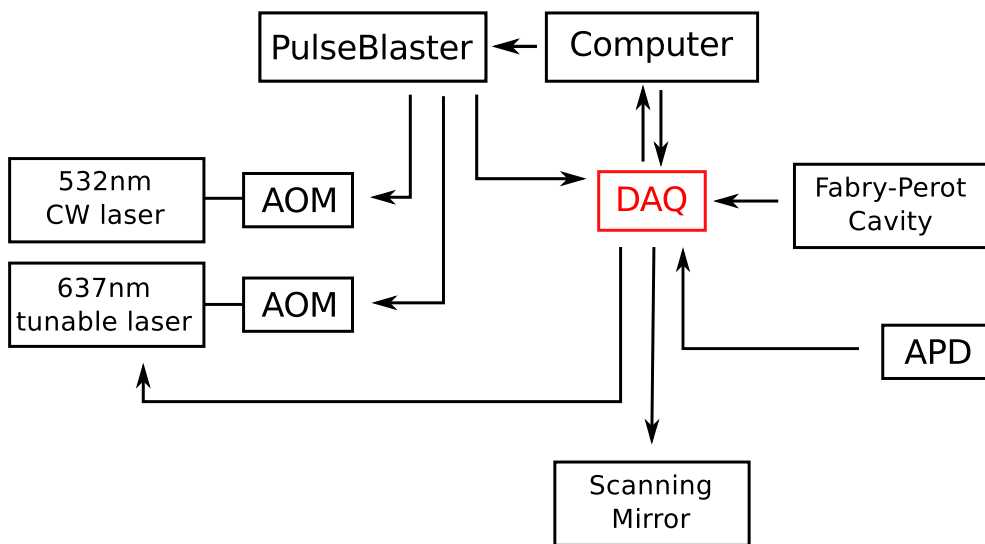 PulseBlaster
Computer
532nm
CW laser
AOM
DAQ
Fabry-Perot
Cavity
637nm
tunable laser
AOM
APD
Scanning
Mirror